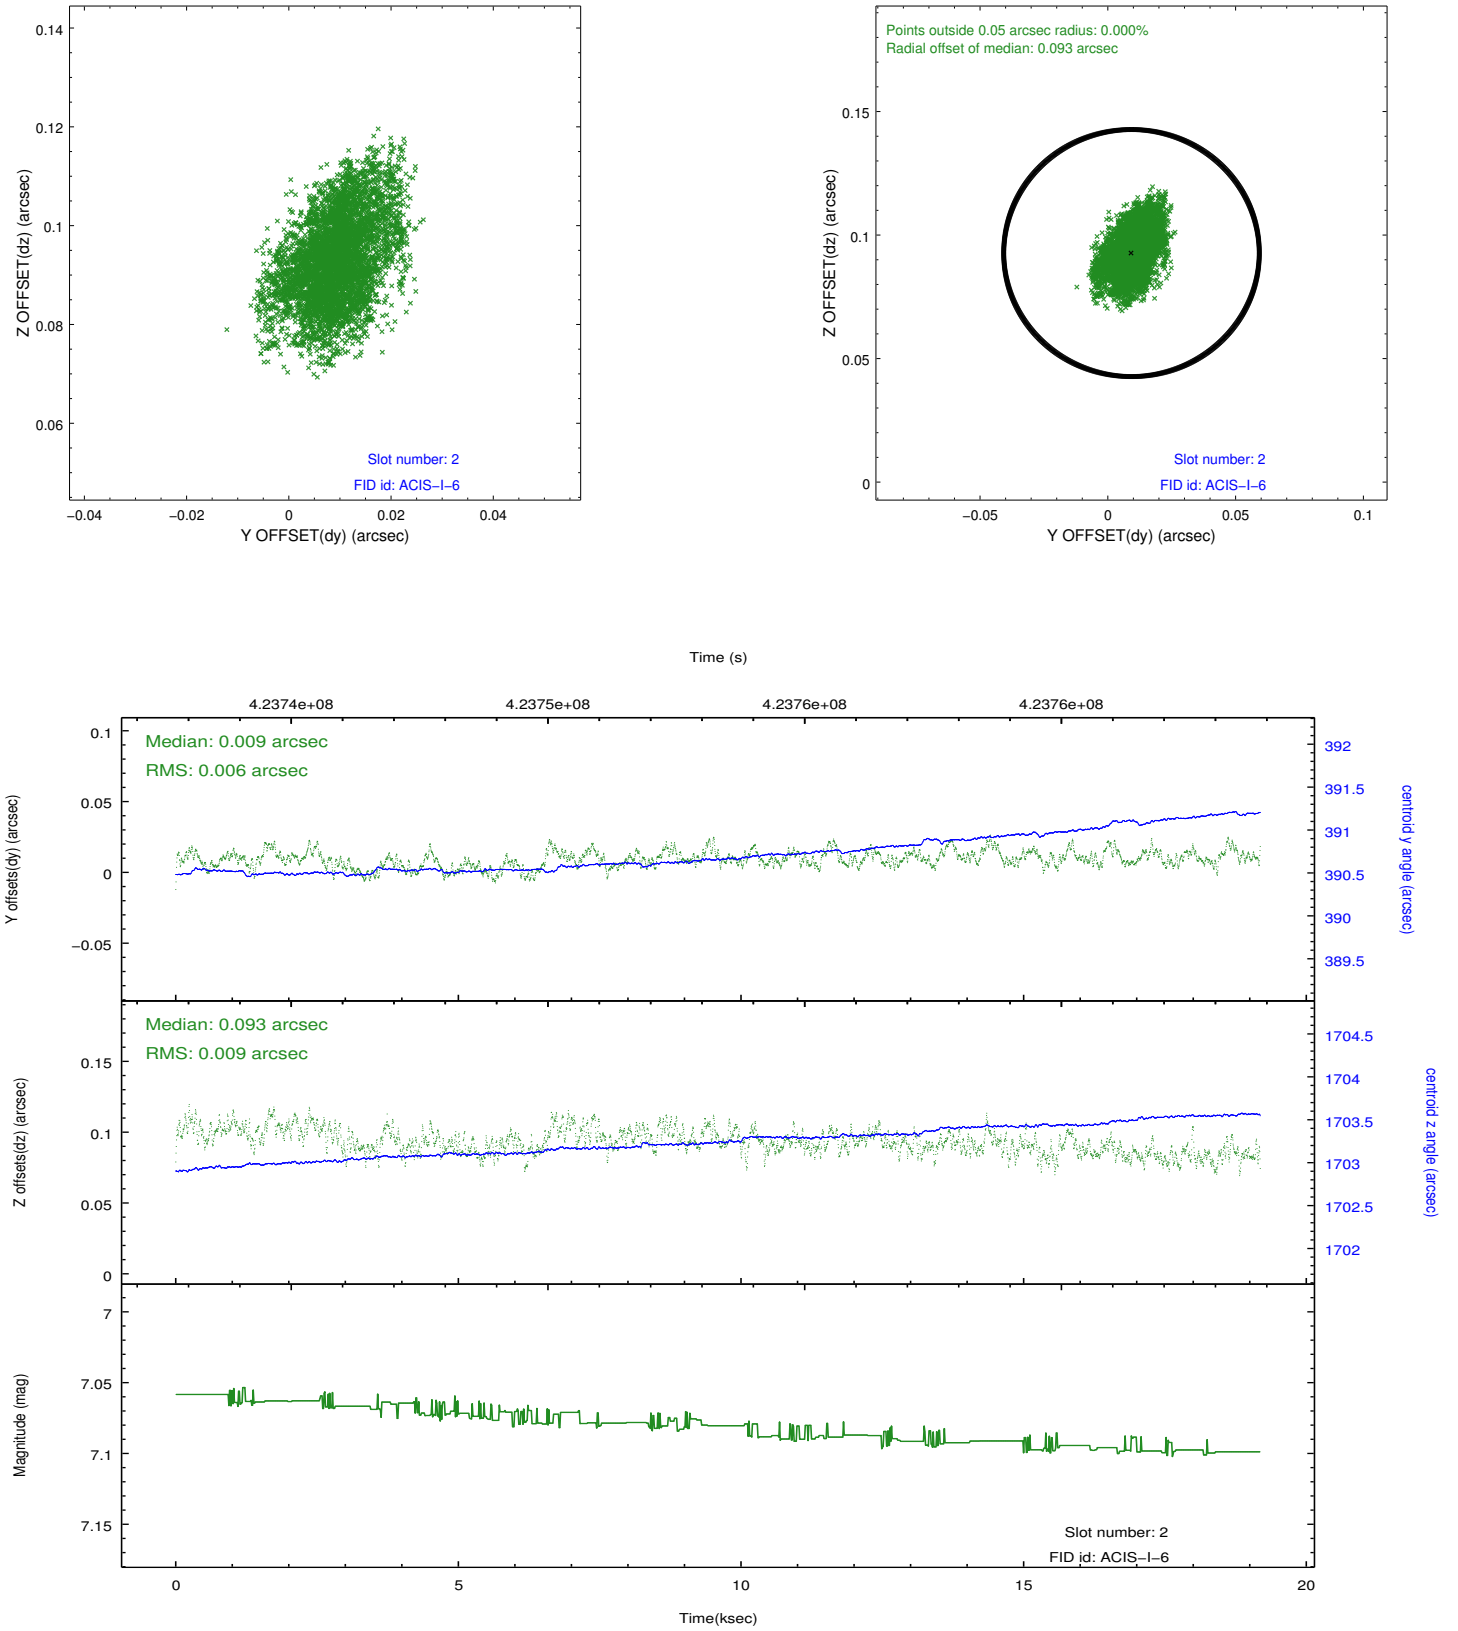 0.14
0.12
0.1
0.08
0.06
Z OFFSET(dz) (arcsec)
Slot number: 2
FID id: ACIS−I−6
−0.04
−0.02
0
0.02
0.04
Y OFFSET(dy) (arcsec)
Points outside 0.05 arcsec radius: 0.000%
Radial offset of median: 0.093 arcsec
0.15
0.1
0.05
0
Z OFFSET(dz) (arcsec)
Slot number: 2
FID id: ACIS−I−6
−0.05
0
0.05
0.1
Y OFFSET(dy) (arcsec)
Time (s)
4.2374e+08
4.2375e+08
4.2376e+08
4.2376e+08
Median: 0.009 arcsec
RMS: 0.006 arcsec
0.1
0.05
0
−0.05
Y offsets(dy) (arcsec)
392
391.5
391
390.5
390
389.5
centroid y angle (arcsec)
Median: 0.093 arcsec
RMS: 0.009 arcsec
0.15
0.1
0.05
0
Z offsets(dz) (arcsec)
1704.5
1704
1703.5
1703
1702.5
1702
centroid z angle (arcsec)
7
7.05
7.1
7.15
Magnitude (mag)
Slot number: 2
FID id: ACIS−I−6
0
5
10
15
20
Time(ksec)